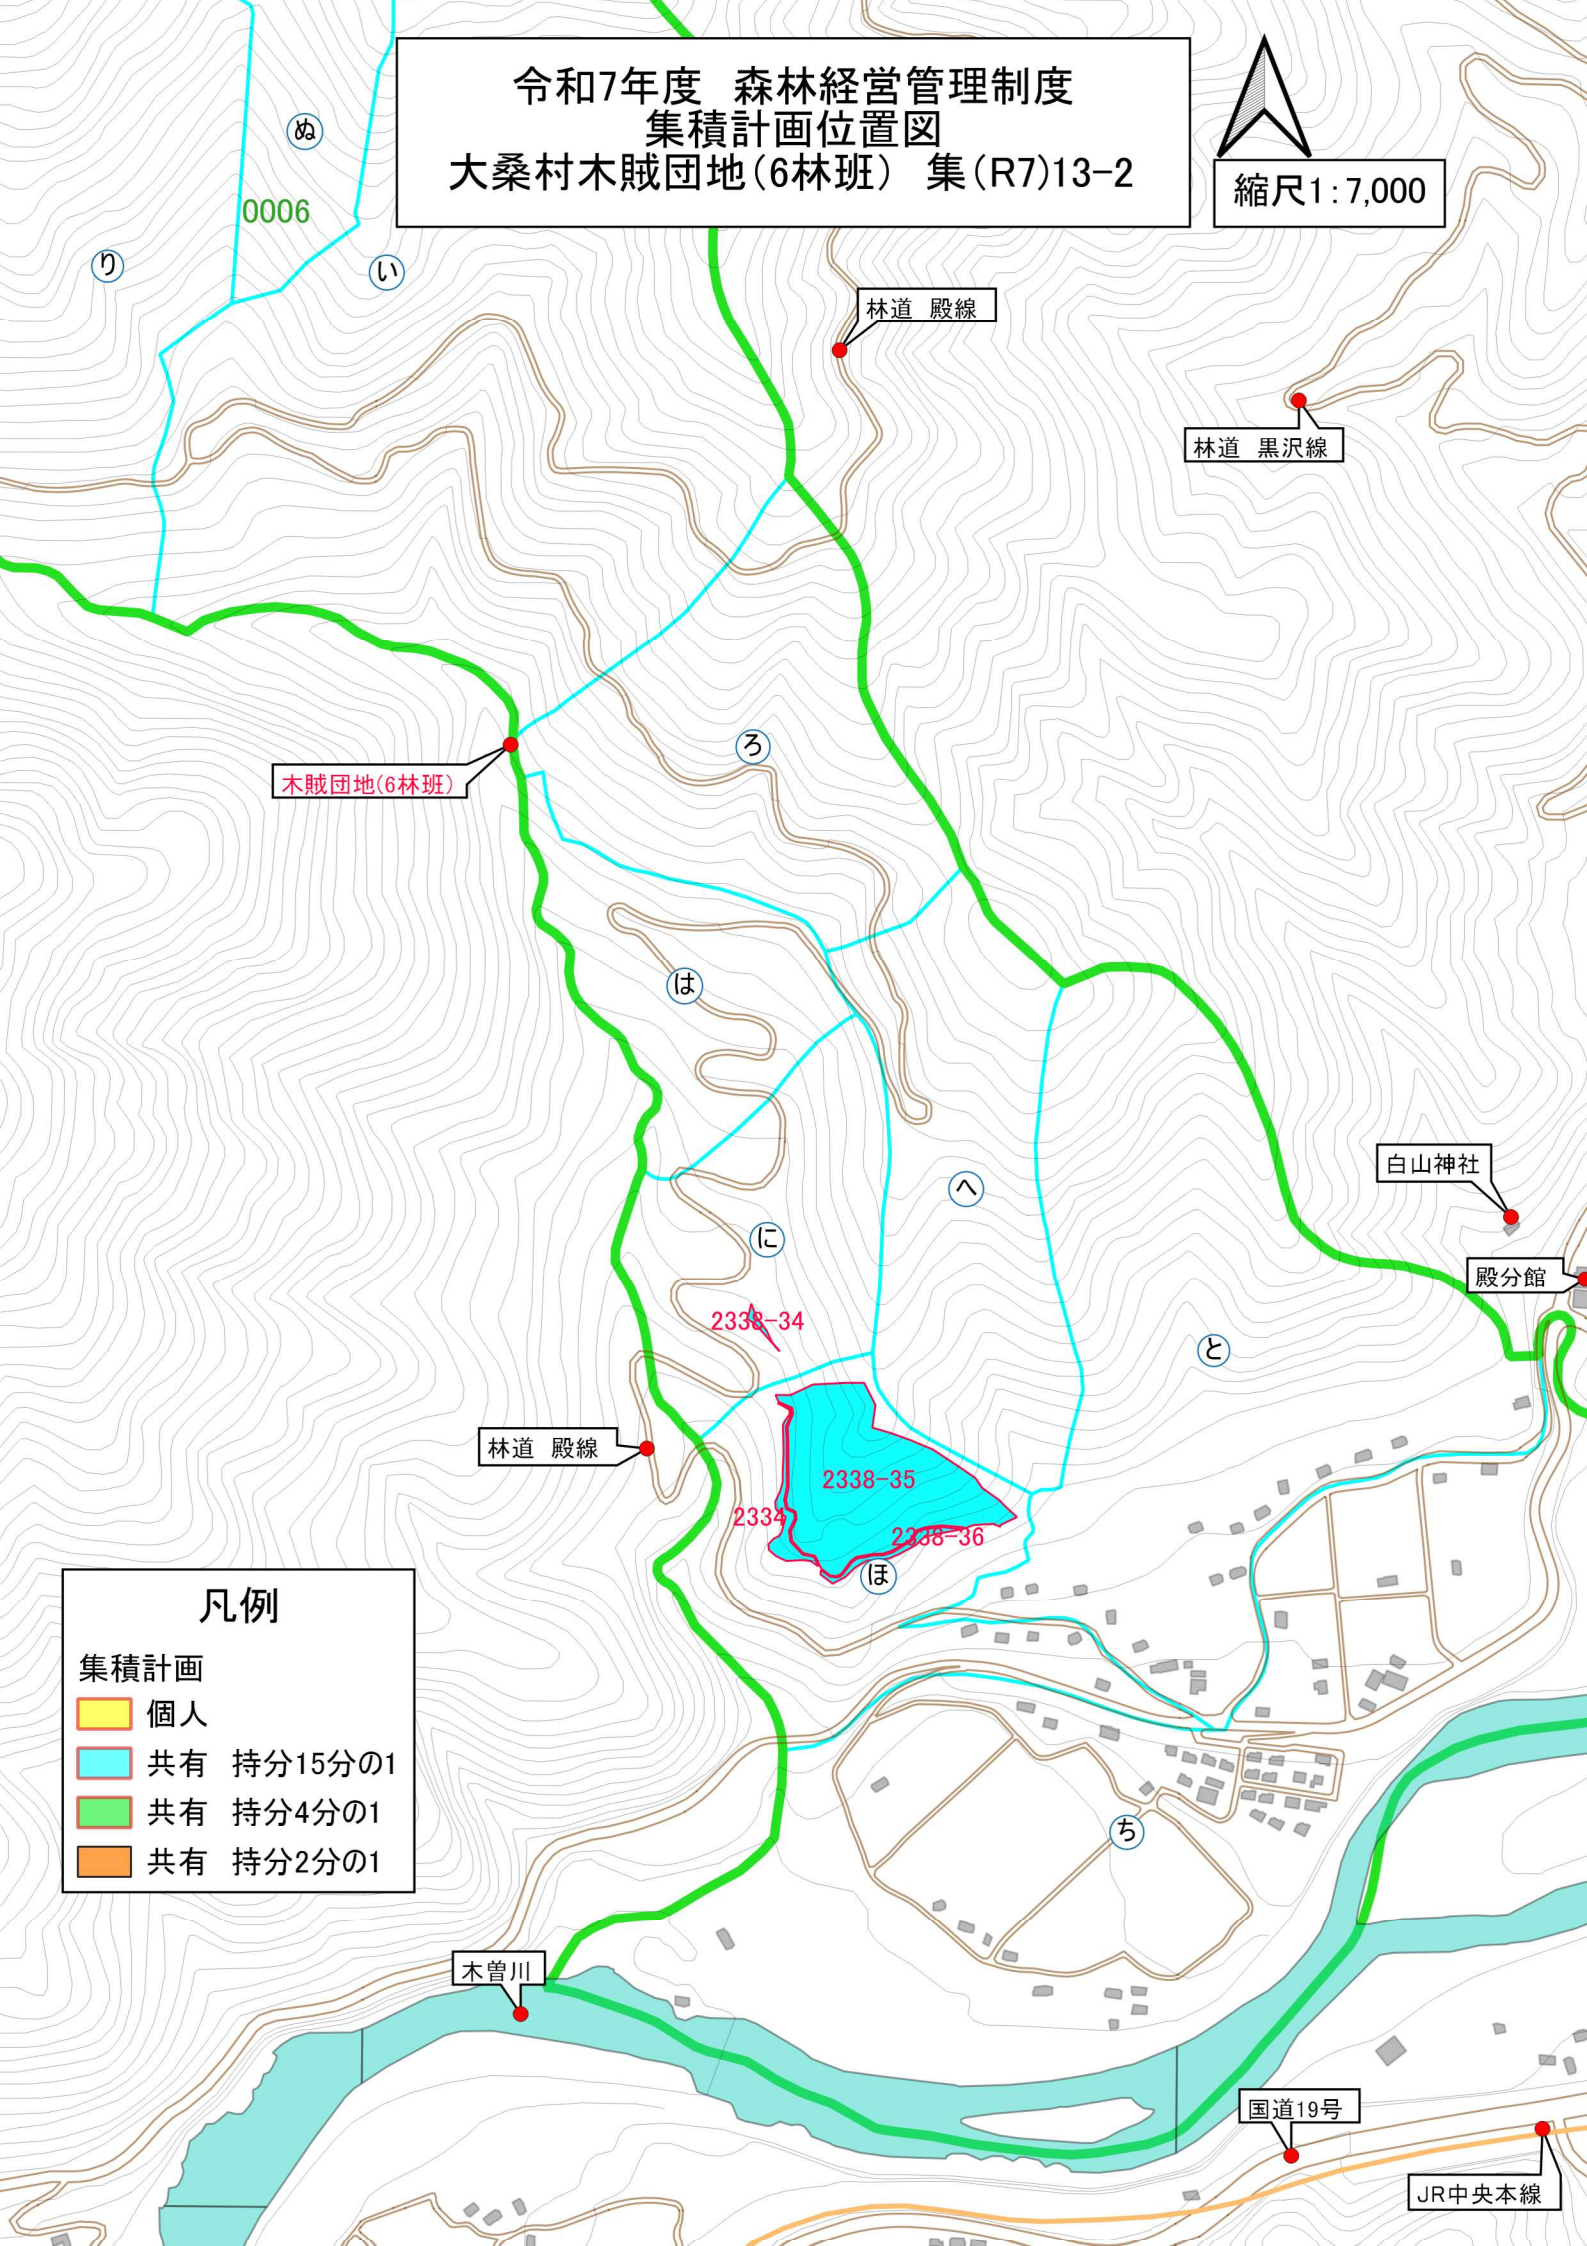 令和7年度　森林経営管理制度
集積計画位置図
大桑村木賊団地(6林班)　集(R7)13-2
縮尺1:7,000
ぬ
0006
り
い
林道　殿線
林道　黒沢線
ろ
木賊団地(6林班)
は
白山神社
へ
に
殿分館
2338-34
と
林道　殿線
2338-35
2334
2338-36
ほ
凡例
集積計画
個人
共有　持分15分の1
共有　持分4分の1
共有　持分2分の1
ち
木曽川
国道19号
JR中央本線